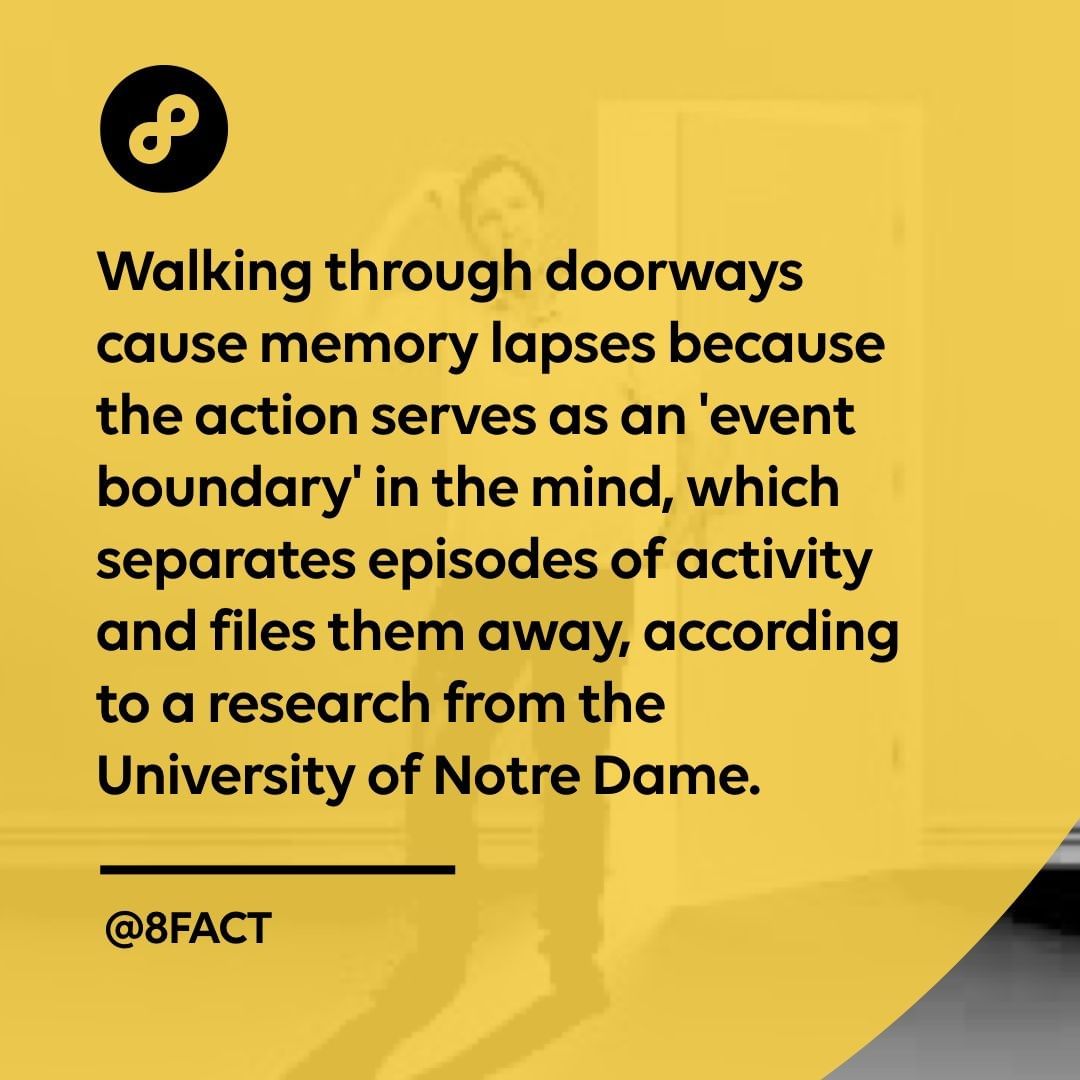 Walking through doorways
cause memory lapses because
the action serves as an 'event
boundary' in the mind, which
separates episodes of activity
and files them away, according
to a research from the
University of Notre Dame.
@8FACT